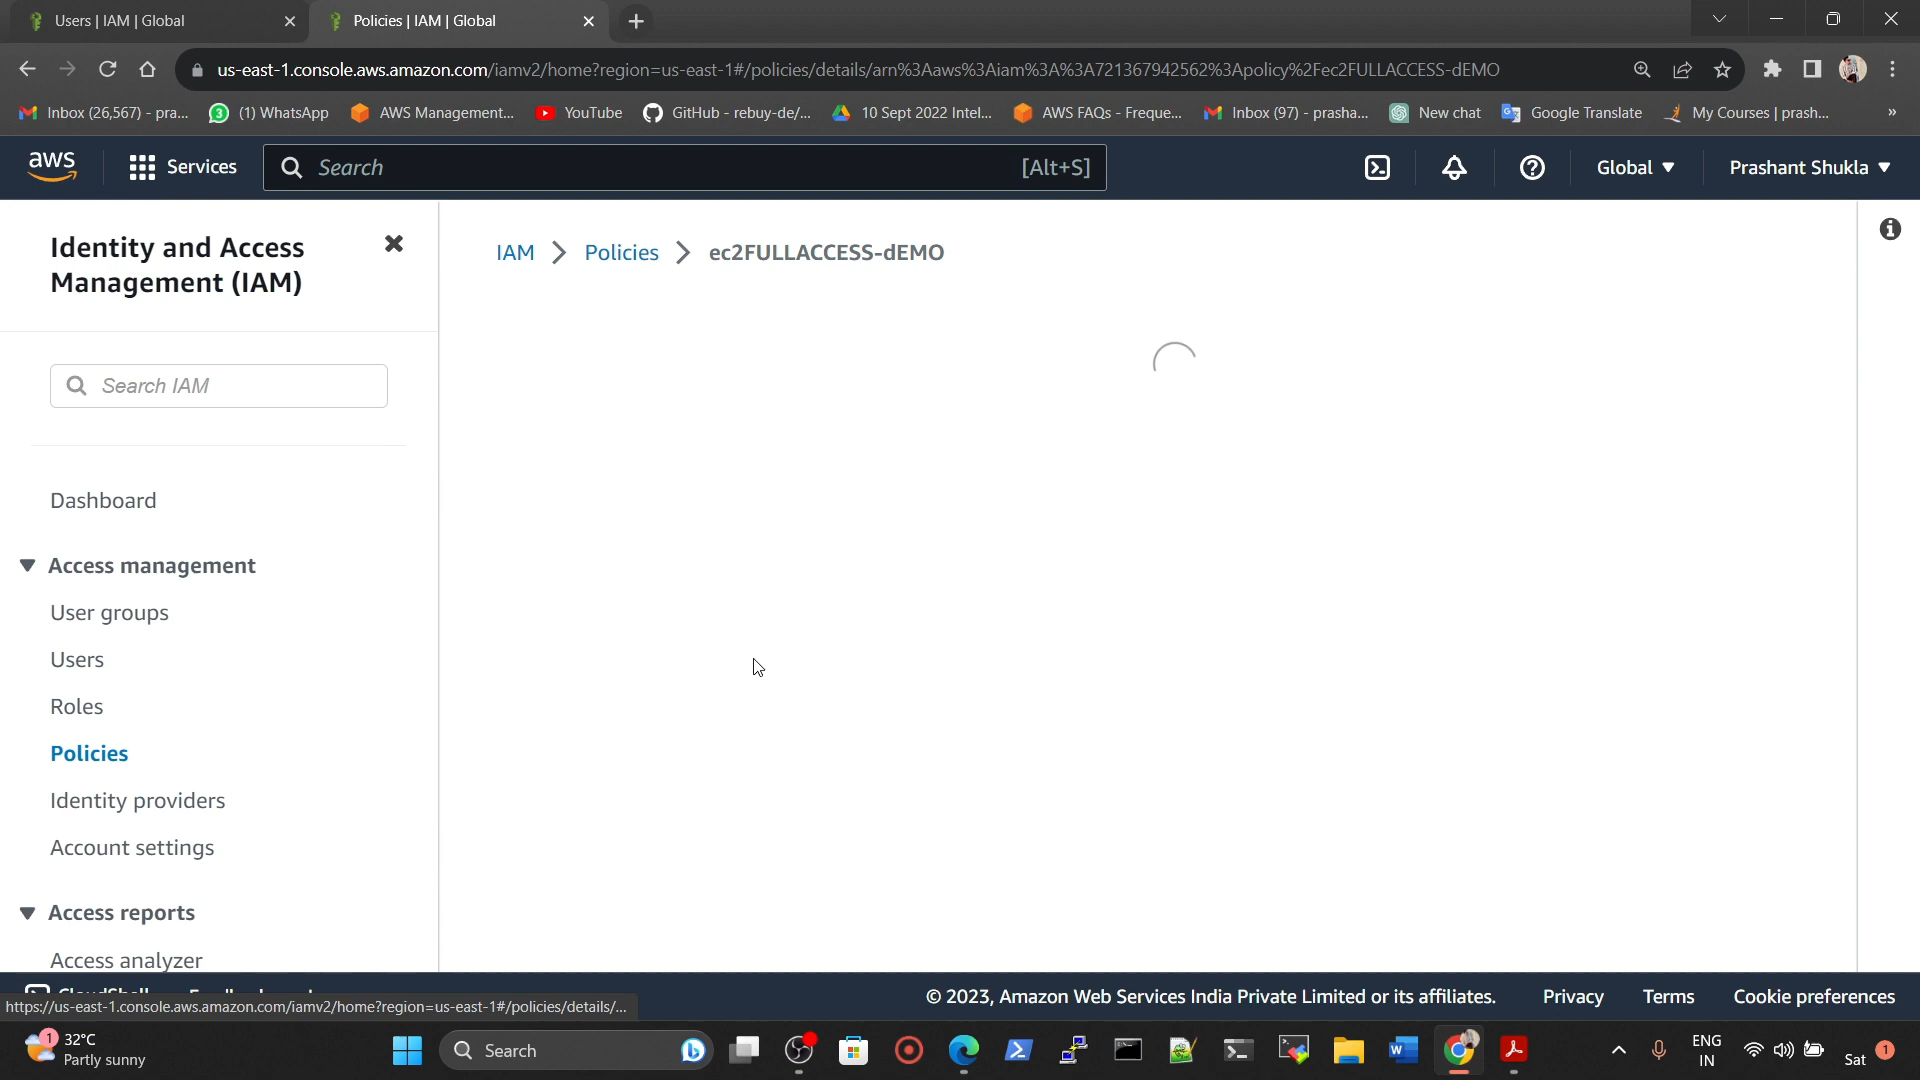 Users | IAM | Global
Policies | IAM | Global
us-east-1.console.aws.amazon.com/iamv2/home?region=us-east-1#/policies/details/arn%3Aaws%3Aiam%3A%3A721367942562%3Apolicy%2Fec2FULLACCESS-dEMO
Inbox (26,567) - pra...
3
(1) WhatsApp
AWS Management...
YouTube
GitHub - rebuy-de/...
10 Sept 2022 Intel...
AWS FAQs - Freque...
Inbox (97) - prasha...
New chat
Google Translate
My Courses | prash...
»
aws
Services
Search
[Alt+S]
Global
Prashant Shukla
Identity and Access
Management (IAM)
IAM
Policies
ec2FULLACCESS-dEMO
Search IAM
Dashboard
Access management
User groups
Users
Roles
Policies
Identity providers
Account settings
Access reports
Access analyzer
https://us-east-1.console.aws.amazon.com/iamv2/home?region=us-east-1#/policies/details/...
© 2023, Amazon Web Services India Private Limited or its affiliates.
Privacy
Terms
Cookie preferences
1
32°C
Partly sunny
Search
ENG
IN
Sat
1